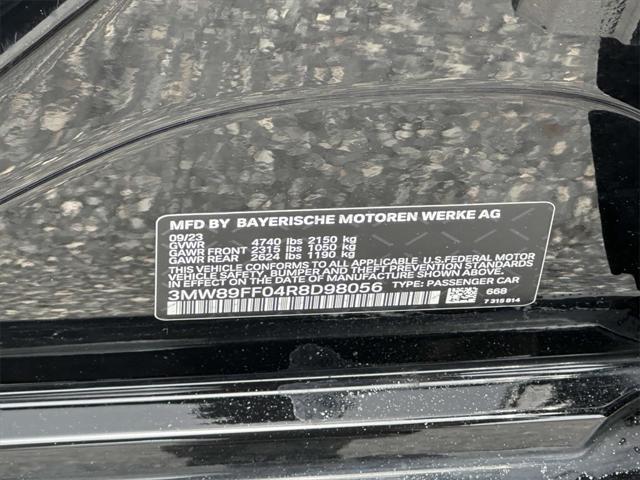 MFD BY BAYERISCHE MOTOREN WERKE AG
09/23
GVWR 4740 lbs 2150 kg
GAWR FRONT 2315 lbs 1050 kg
GAWR REAR 2624 lbs 1190 kg
THIS VEHICLE CONFORMS TO ALL APPLICABLE U.S.FEDERAL MOTOR
VEHICLE SAFETY, BUMPER AND THEFT PREVENTION STANDARDS
IN EFFECT ON THE DATE OF MANUFACTURE SHOWN ABOVE.
3MW89FF04R8D98056 TYPE: PASSENGER CAR
668
7 315 814